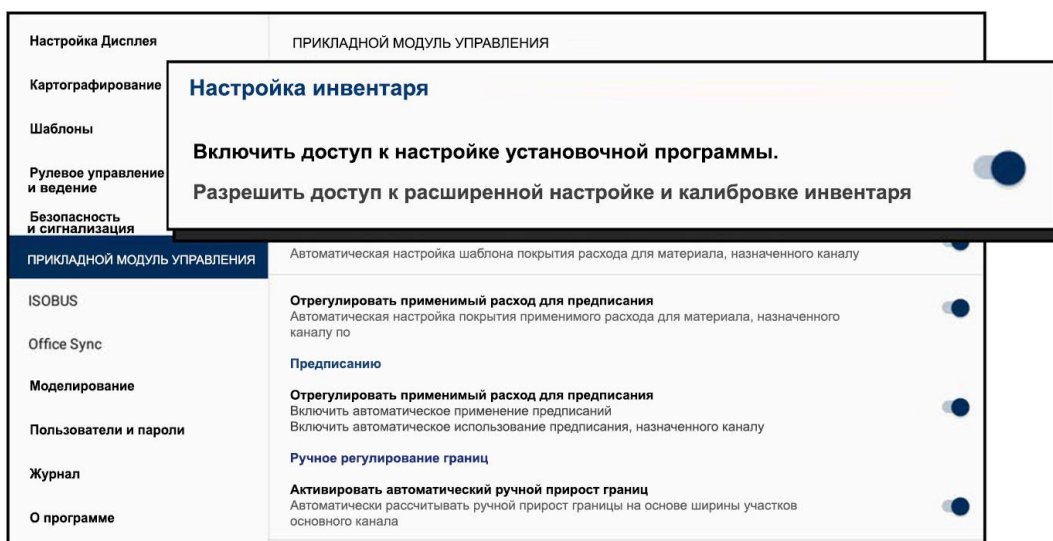 Настройка Дисплея
Картографирование
Шаблоны
Рулевое управление
и ведение
Безопасность
и сигнализация
ПРИКЛАДНОЙ МОДУЛЬ УПРАВЛЕНИЯ
ISOBUS
Office Sync
Моделирование
Пользователи и пароли
Журнал
О программе
ПРИКЛАДНОЙ МОДУЛЬ УПРАВЛЕНИЯ
Настройка инвентаря
Включить доступ к настройке установочной программы.
Разрешить доступ к расширенной настройке и калибровке инвентаря
Автоматическая настройка шаблона покрытия расхода для материала, назначенного каналу
Отрегулировать применимый расход для предписания
Автоматическая настройка покрытия применимого расхода для материала, назначенного
каналу по
Предписанию
Отрегулировать применимый расход для предписания
Включить автоматическое применение предписаний
Включить автоматическое использование предписания, назначенного каналу
Ручное регулирование границ
Активировать автоматический ручной прирост границ
Автоматически рассчитывать ручной прирост границы на основе ширины участков
основного канала